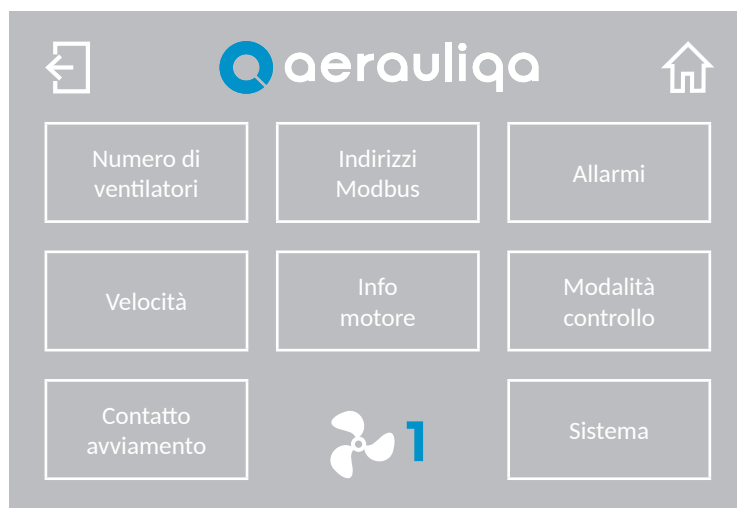 aerauliqa
Numero di
ventilatori
Indirizzi
Modbus
Allarmi
Velocità
Info
motore
Modalità
controllo
Contatto
avviamento
1
Sistema